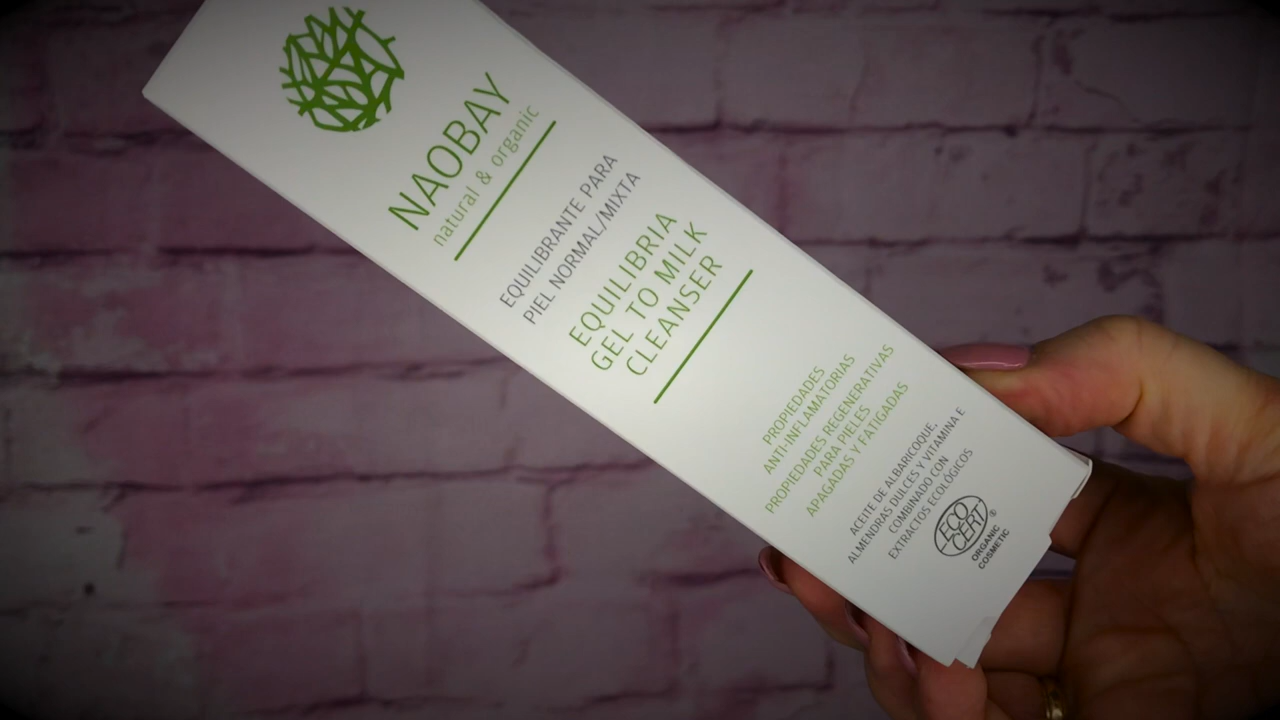 NAOBAY
natural & organic
EQUILIBRANTE PARA
PIEL NORMAL/MIXTA
EQUILIBRIA
GEL TO MILK
CLEANSER
PROPIEDADES
ANTI-INFLAMATORIAS
PROPIEDADES REGENERATIVAS
PARA PIELES
APAGADAS Y FATIGADAS
ACEITE DE ALBARICOQUE,
ALMENDRAS DULCES Y VITAMINA E
COMBINADO CON
EXTRACTOS ECOLÓGICOS
ECO
CERT®
ORGANIC
COSMETIC